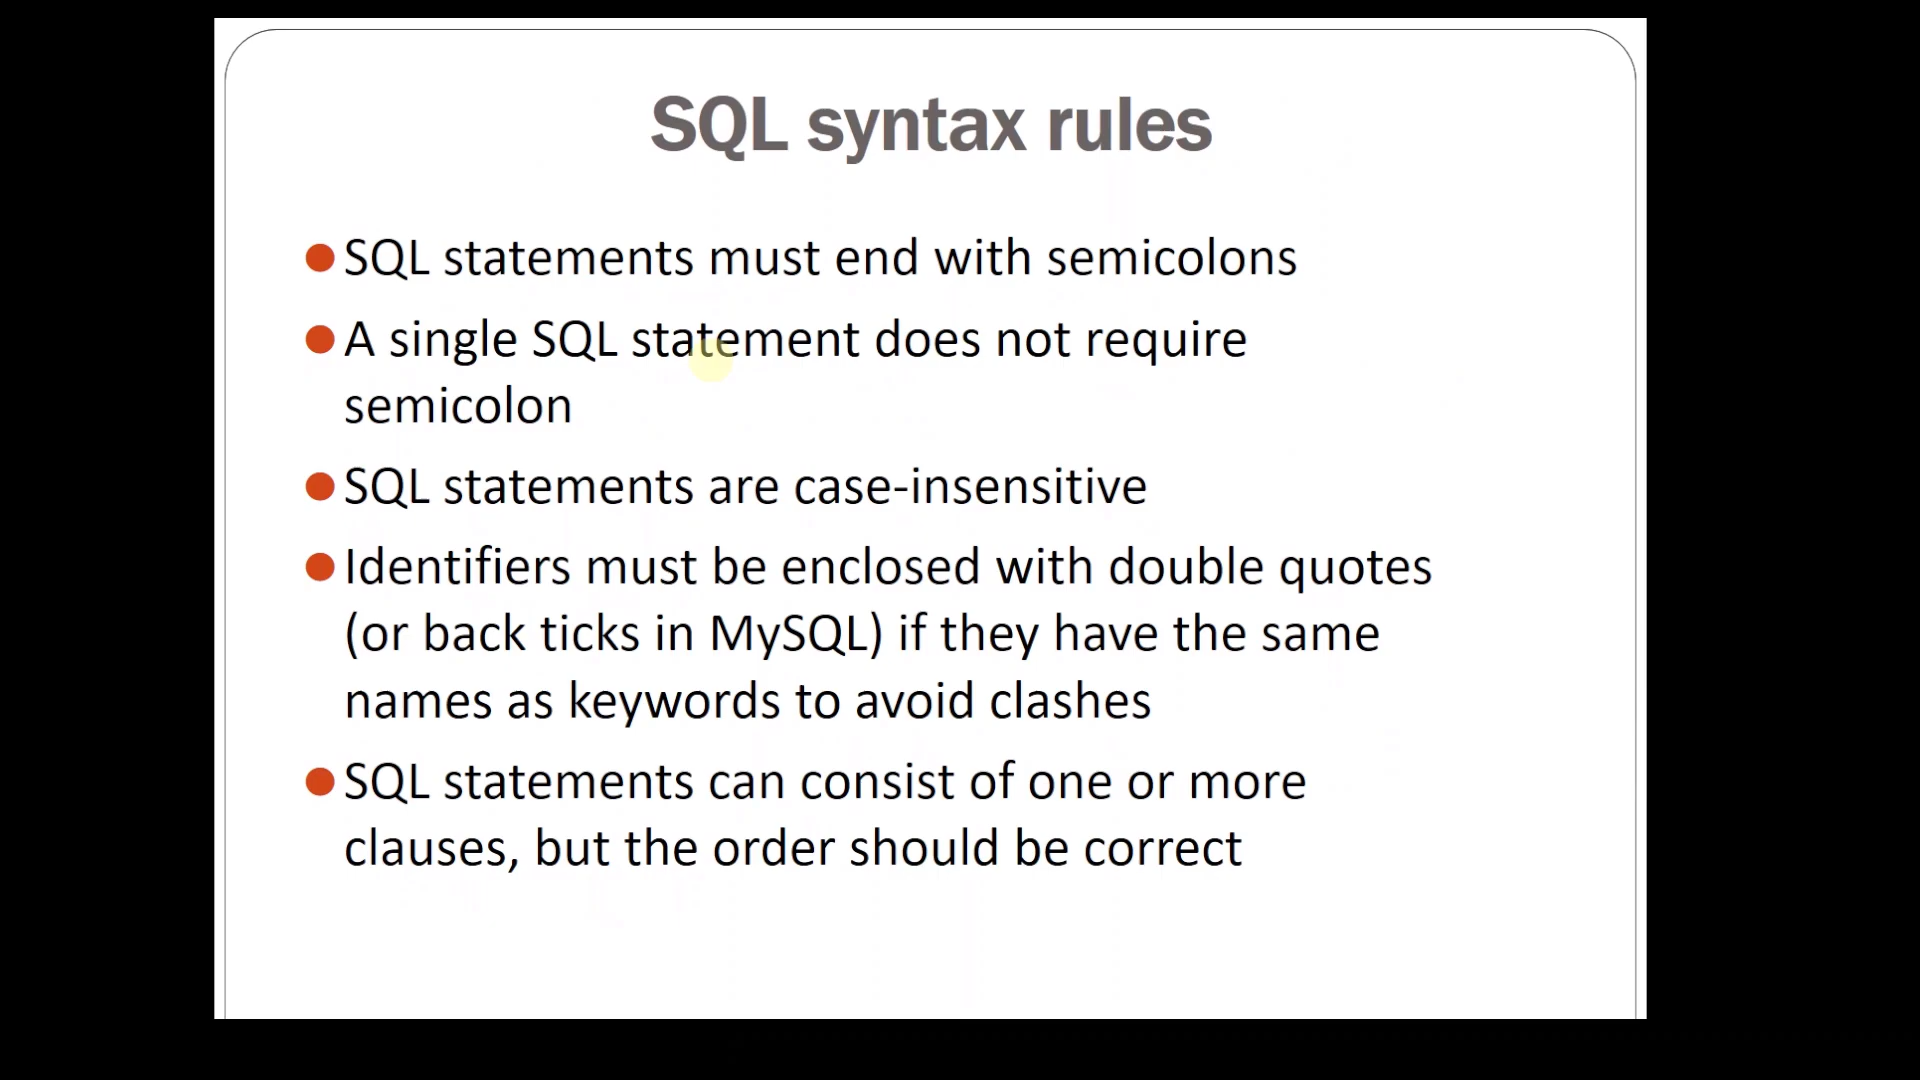 SQL syntax rules
SQL statements must end with semicolons
A single SQL statement does not require
semicolon
SQL statements are case-insensitive
Identifiers must be enclosed with double quotes
(or back ticks in MySQL) if they have the same
names as keywords to avoid clashes
SQL statements can consist of one or more
clauses, but the order should be correct